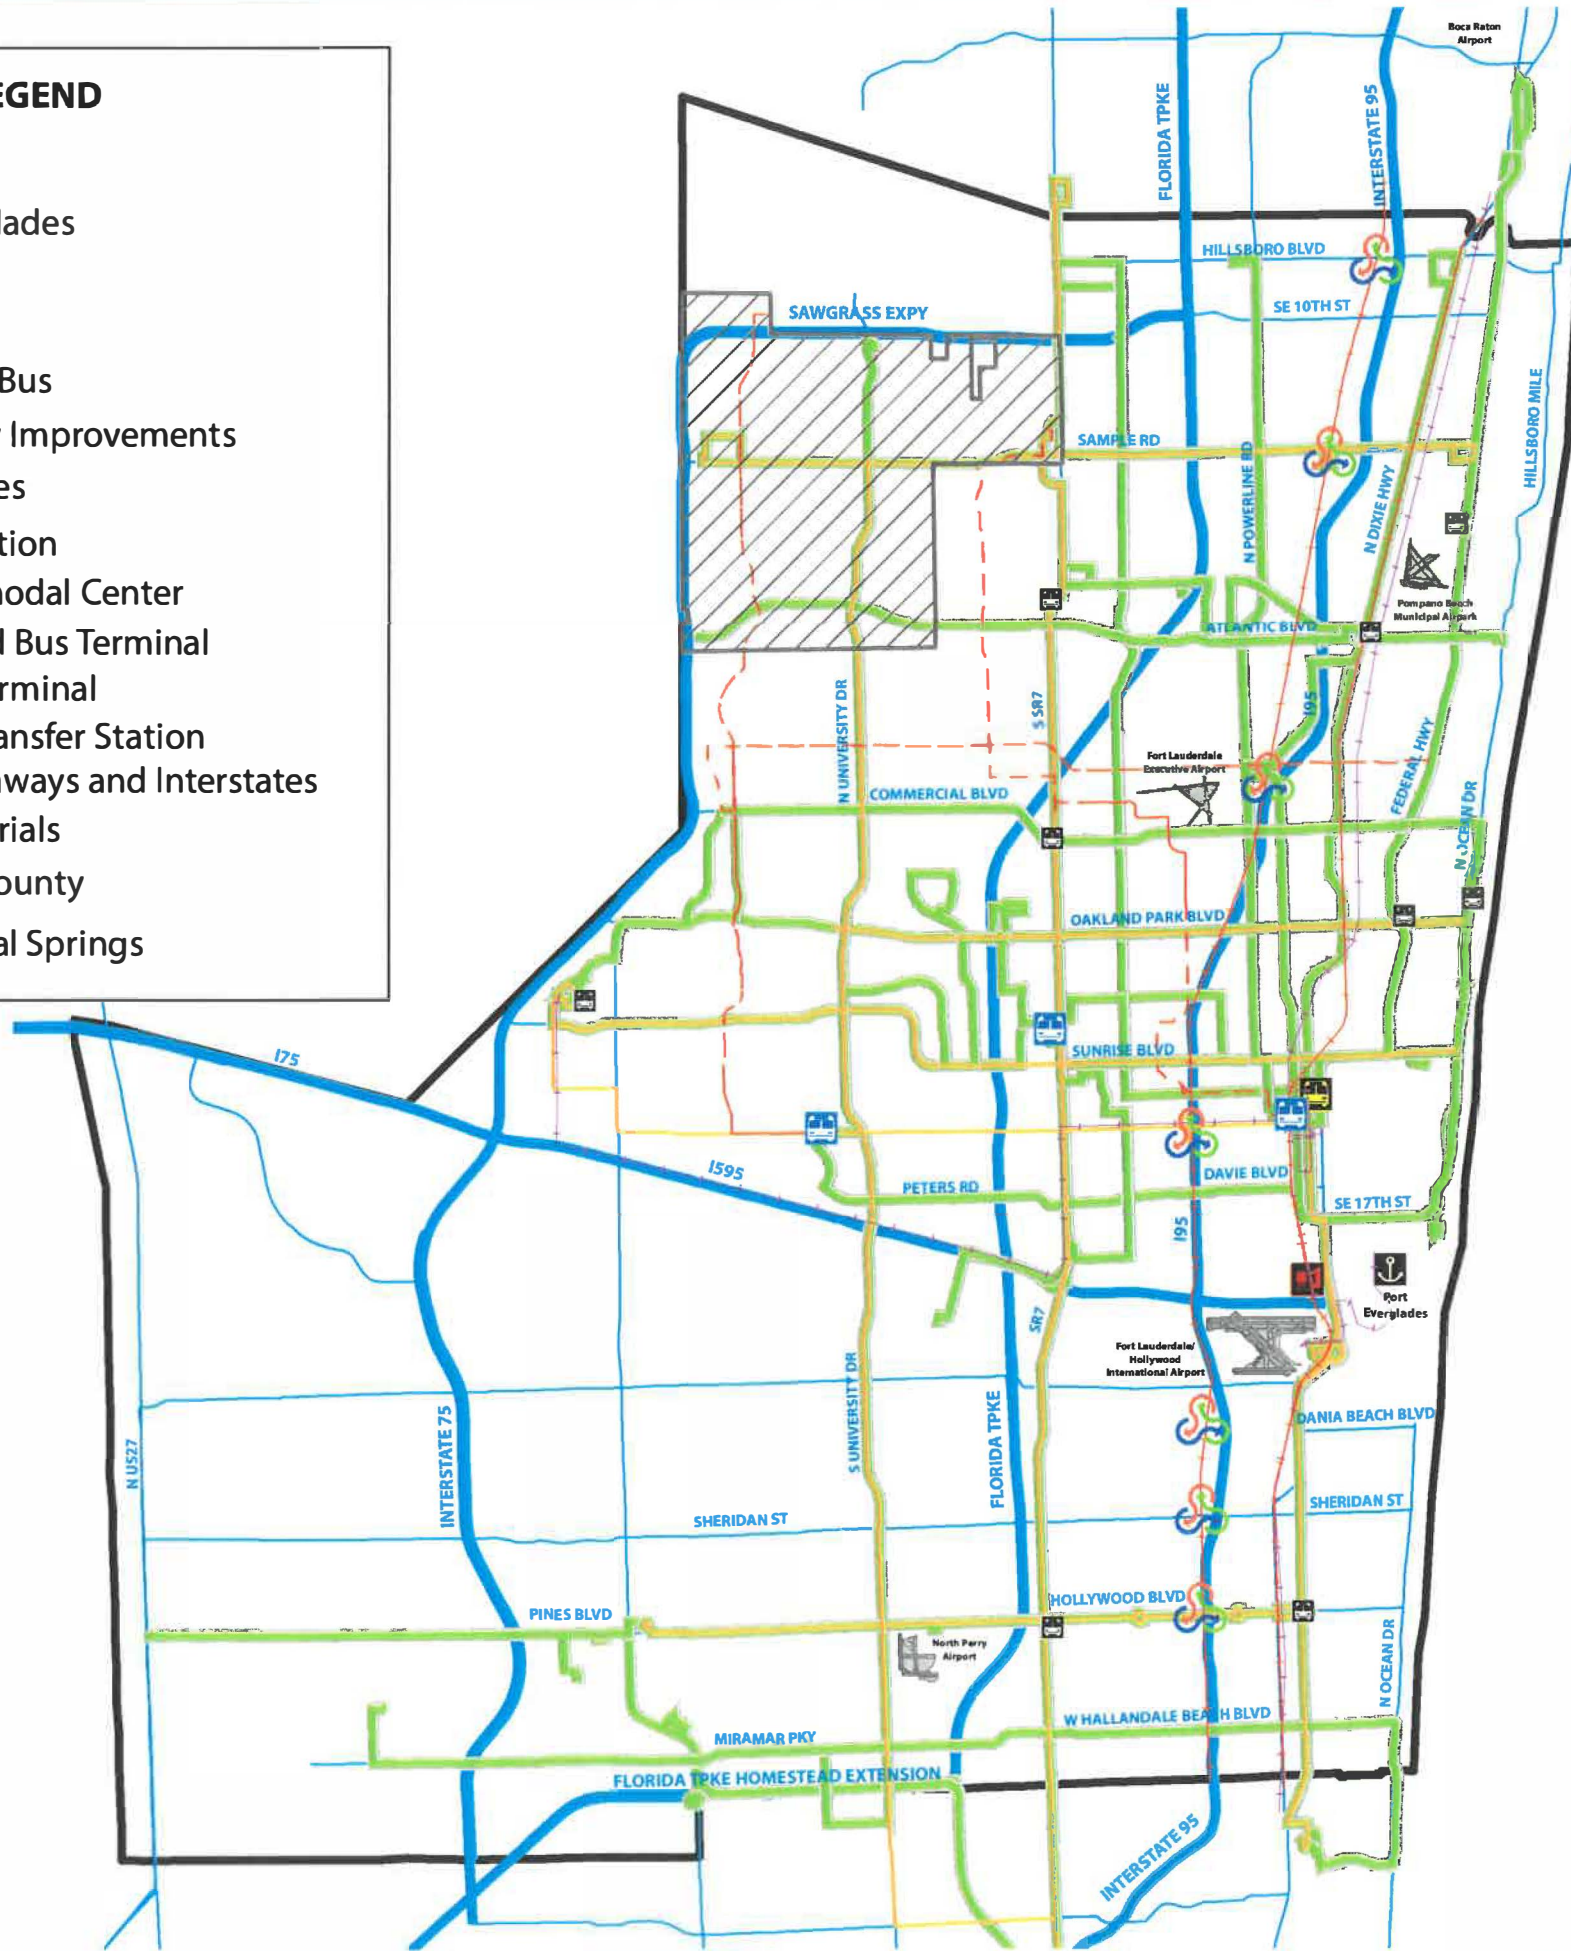 EGEND
lades
Bus
Improvements
es
tion
nodal Center
d Bus Terminal
rminal
ansfer Station
hways and Interstates
rials
ounty
al Springs
Boca Raton
Airport
FLORIDA TPKE
INTERSTATE 95
HILLSBORO BLVD
SE 10TH ST
SAWGRASS EXPY
HILLSBORO MILE
SAMPLE RD
N POWERLINE RD
N DIXIE HWY
Pompano Beach
Municipal Airpark
ATLANTIC BLVD
N UNIVERSITY DR
S SR7
I95
Fort Lauderdale
Executive Airport
FEDERAL HWY
COMMERCIAL BLVD
N OCEAN DR
OAKLAND PARK BLVD
SUNRISE BLVD
I75
I595
DAVIE BLVD
PETERS RD
SE 17TH ST
I95
Port
Everglades
SR7
Fort Lauderdale/
Hollywood
International Airport
S UNIVERSITY DR
INTERSTATE 75
FLORIDA TPKE
DANIA BEACH BLVD
N US27
SHERIDAN ST
SHERIDAN ST
HOLLYWOOD BLVD
PINES BLVD
North Perry
Airport
N OCEAN DR
W HALLANDALE BEACH BLVD
MIRAMAR PKY
FLORIDA TPKE HOMESTEAD EXTENSION
INTERSTATE 95